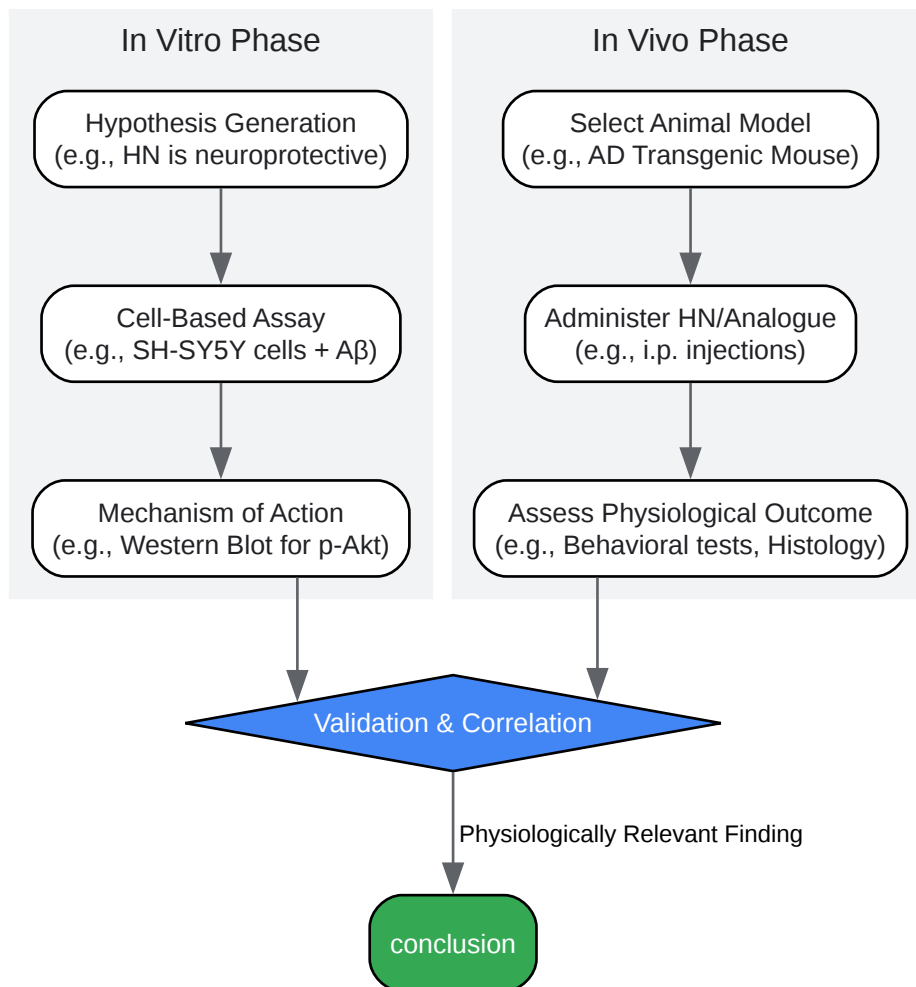 In Vitro Phase
Hypothesis Generation
(e.g., HN is neuroprotective)
Cell-Based Assay
(e.g., SH-SY5Y cells + Aβ)
Mechanism of Action
(e.g., Western Blot for p-Akt)
In Vivo Phase
Select Animal Model
(e.g., AD Transgenic Mouse)
Administer HN/Analogue
(e.g., i.p. injections)
Assess Physiological Outcome
(e.g., Behavioral tests, Histology)
Validation & Correlation
Physiologically Relevant Finding
conclusion